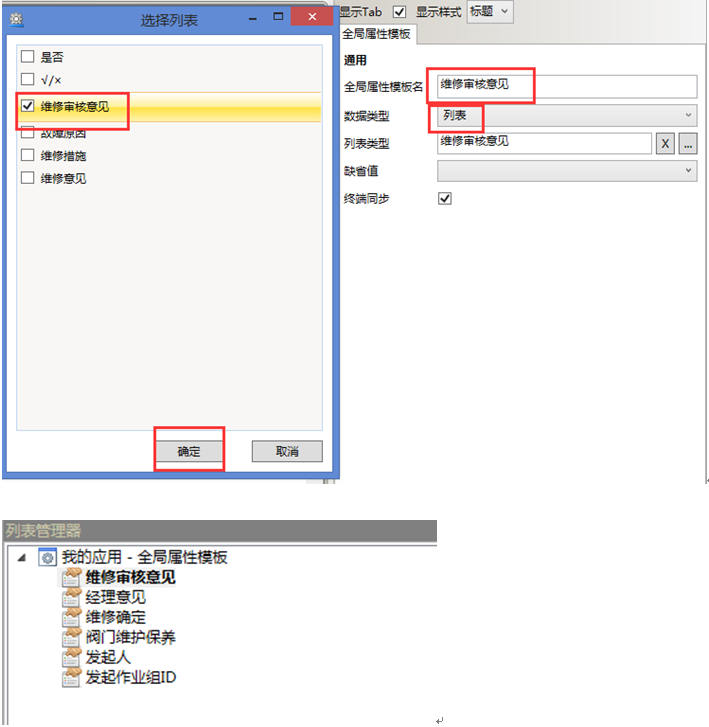 选择列表
是否
√/×
维修审核意见
故障原因
维修措施
维修意见
确定
取消
显示Tab
显示样式
标题
全局属性模板
通用
全局属性模板名
维修审核意见
数据类型
列表
列表类型
维修审核意见
X
...
缺省值
终端同步
列表管理器
我的应用 - 全局属性模板
维修审核意见
经理意见
维修确定
阀门维护保养
发起人
发起作业组ID